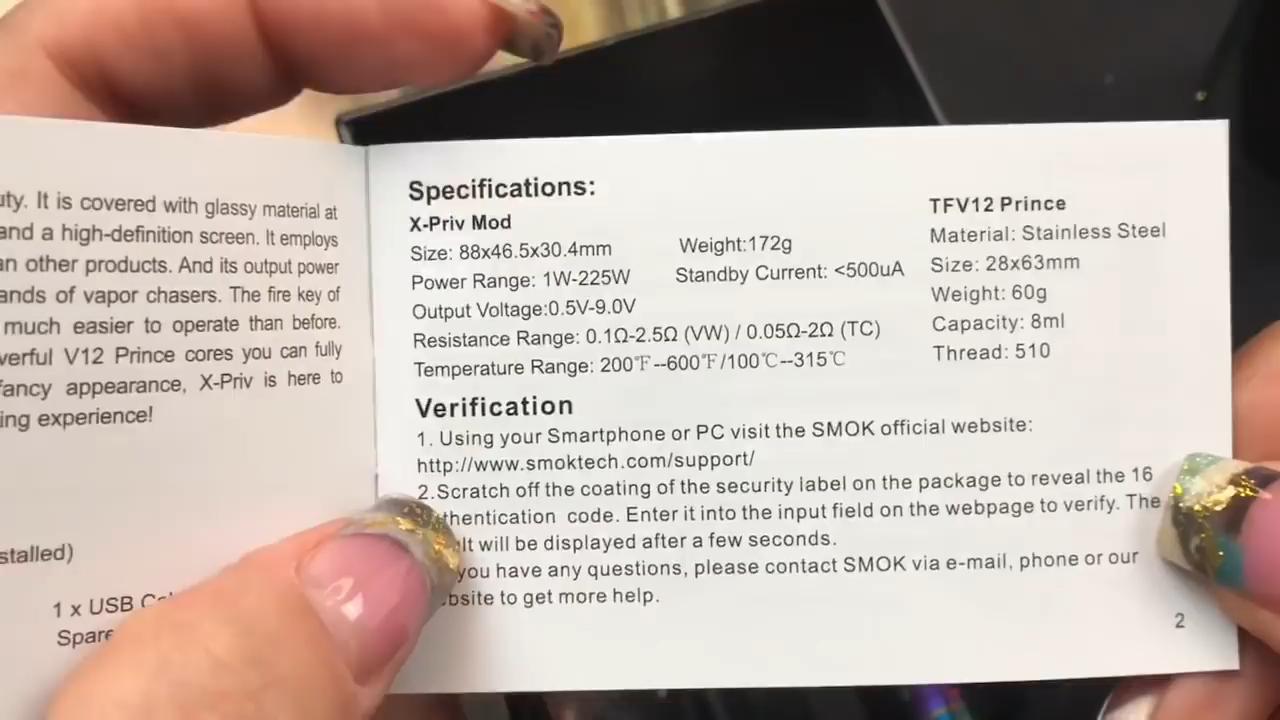 uty. It is covered with glassy material at
and a high-definition screen. It employs
an other products. And its output power
ands of vapor chasers. The fire key of
much easier to operate than before.
verful V12 Prince cores you can fully
fancy appearance, X-Priv is here to
ing experience!
stalled)
1 x USB
Spare
Specifications:
X-Priv Mod
Size: 88x46.5x30.4mm Weight:172g
Power Range: 1W-225W Standby Current: <500uA
Output Voltage:0.5V-9.0V
Resistance Range: 0.1Ω-2.5Ω (VW) / 0.05Ω-2Ω (TC)
Temperature Range: 200℉--600℉/100℃--315℃
TFV12 Prince
Material: Stainless Steel
Size: 28x63mm
Weight: 60g
Capacity: 8ml
Thread: 510
Verification
1. Using your Smartphone or PC visit the SMOK official website:
http://www.smoktech.com/support/
2.Scratch off the coating of the security label on the package to reveal the 16
thentication code. Enter it into the input field on the webpage to verify. The
lt will be displayed after a few seconds.
you have any questions, please contact SMOK via e-mail, phone or our
bsite to get more help.
2